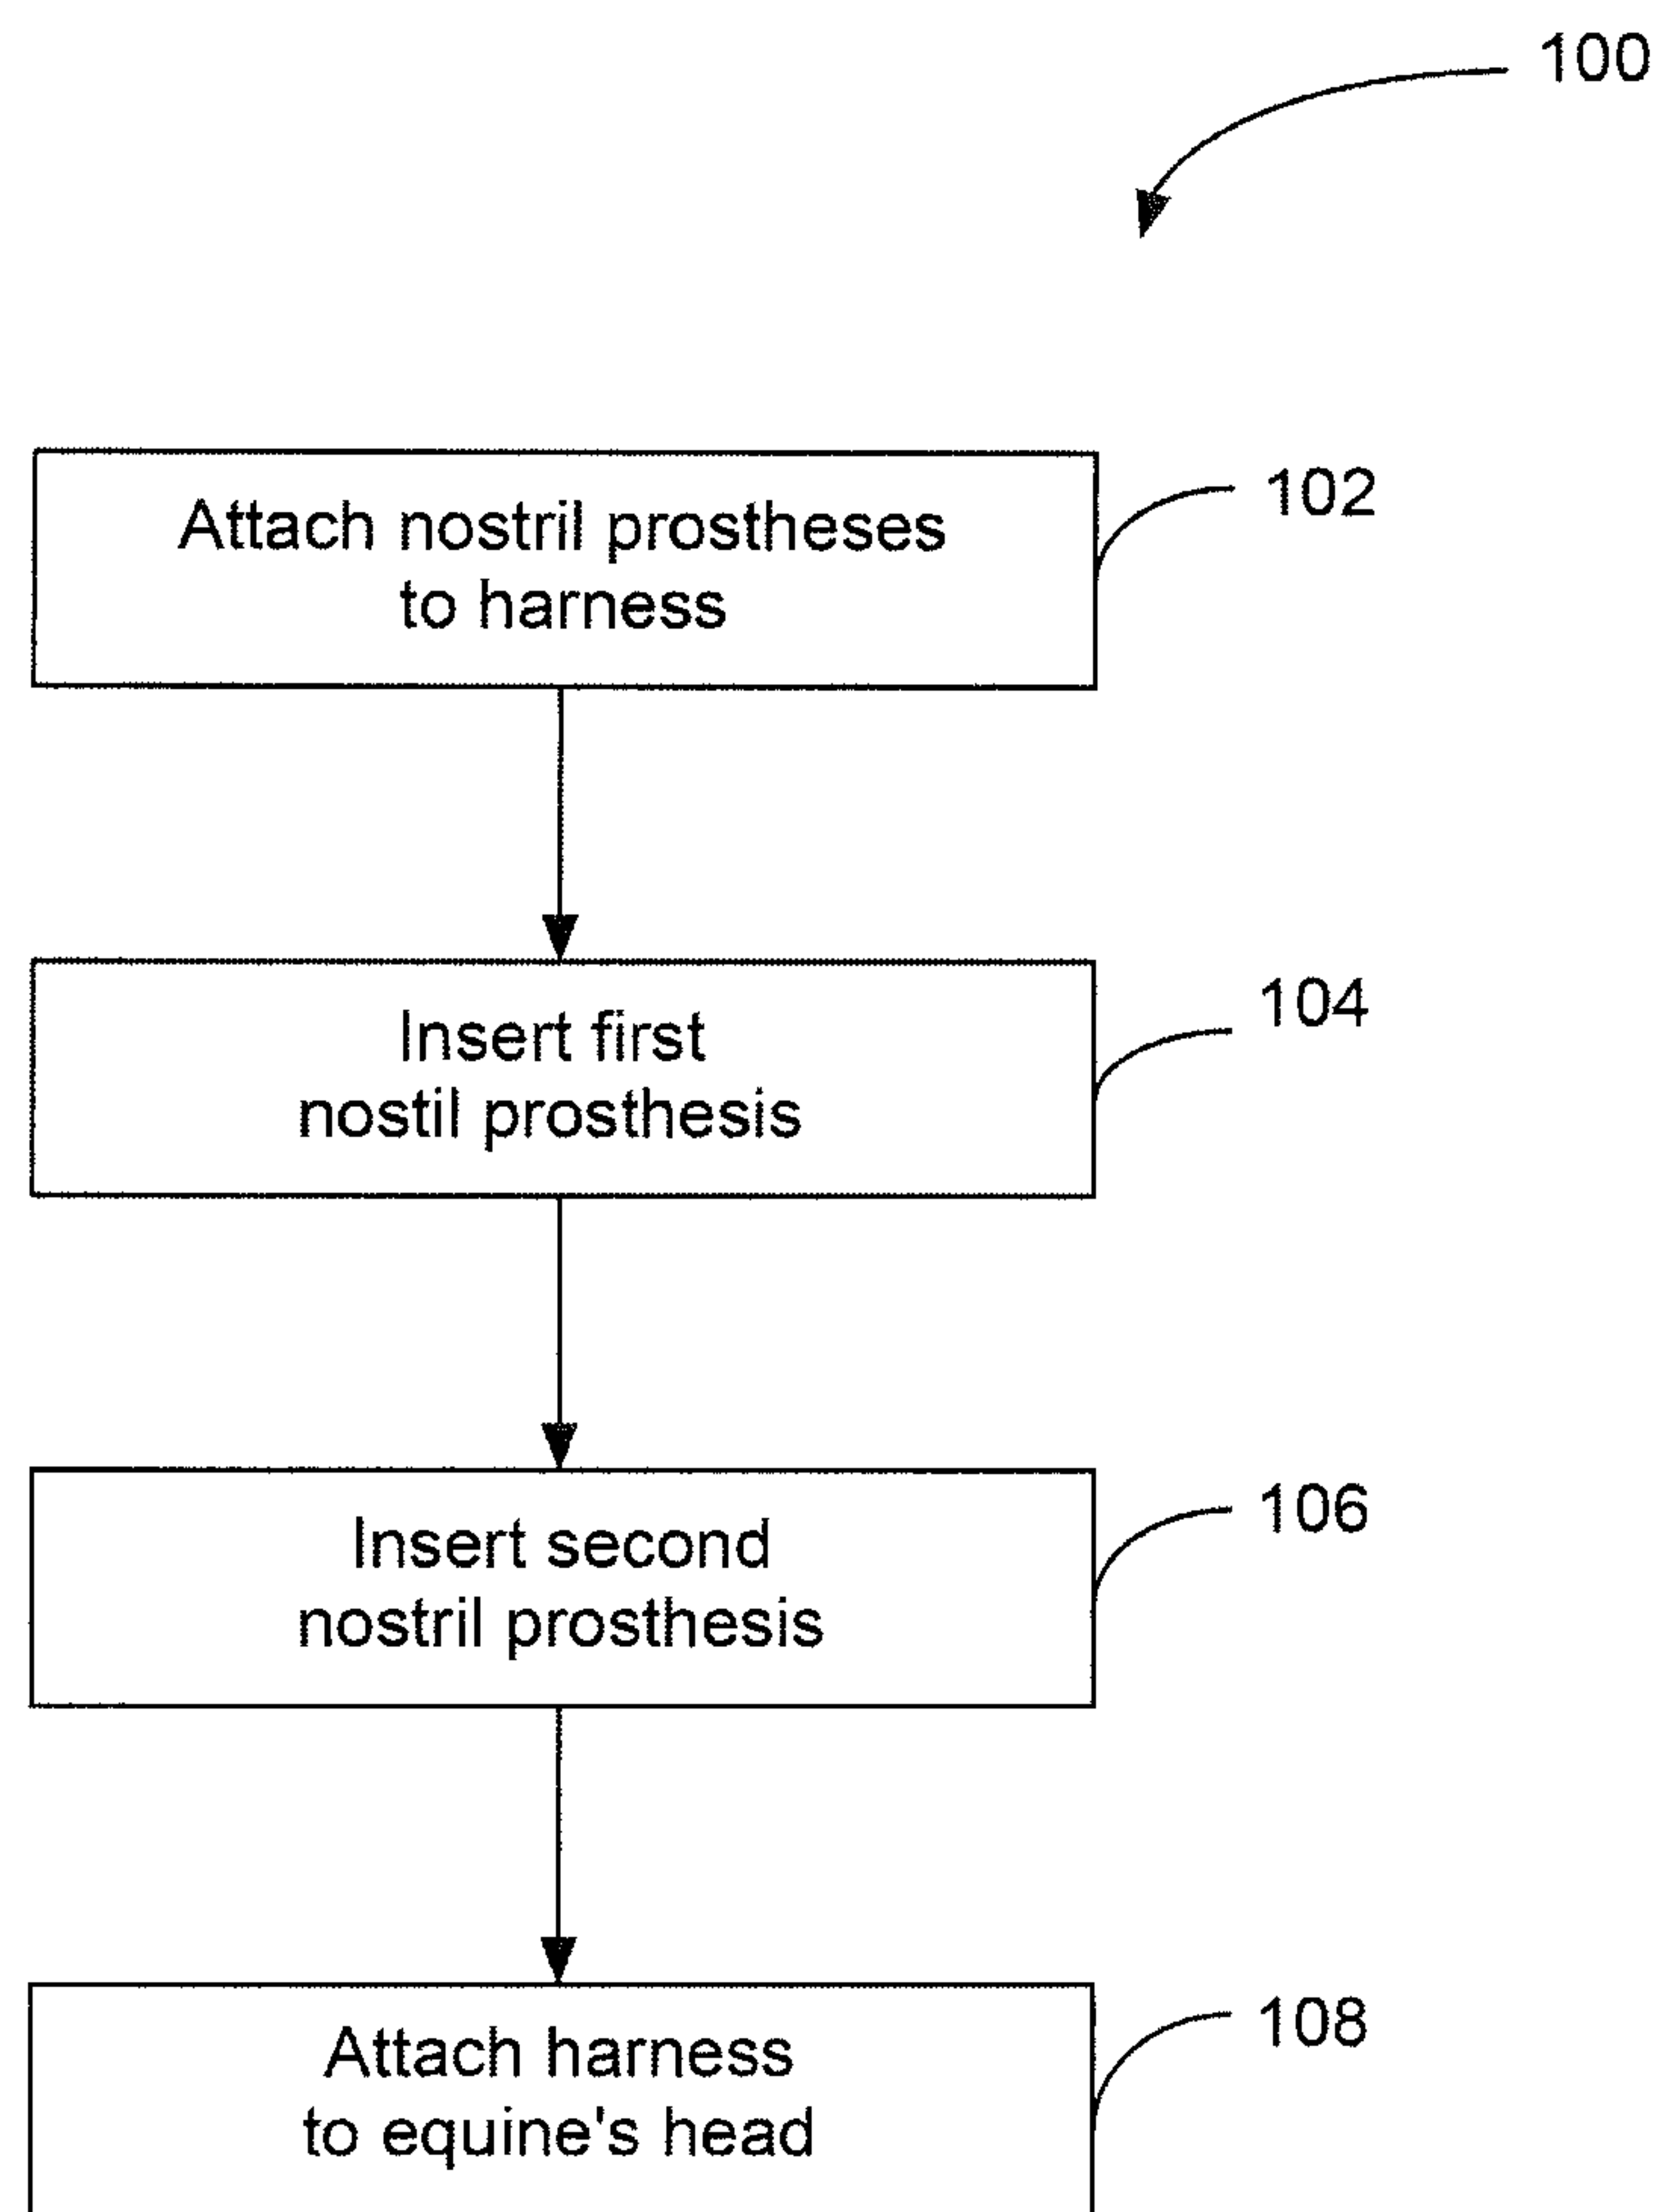 100
Attach nostril prostheses
to harness
102
Insert first
nostil prosthesis
104
Insert second
nostril prosthesis
106
Attach harness
to equine's head
108